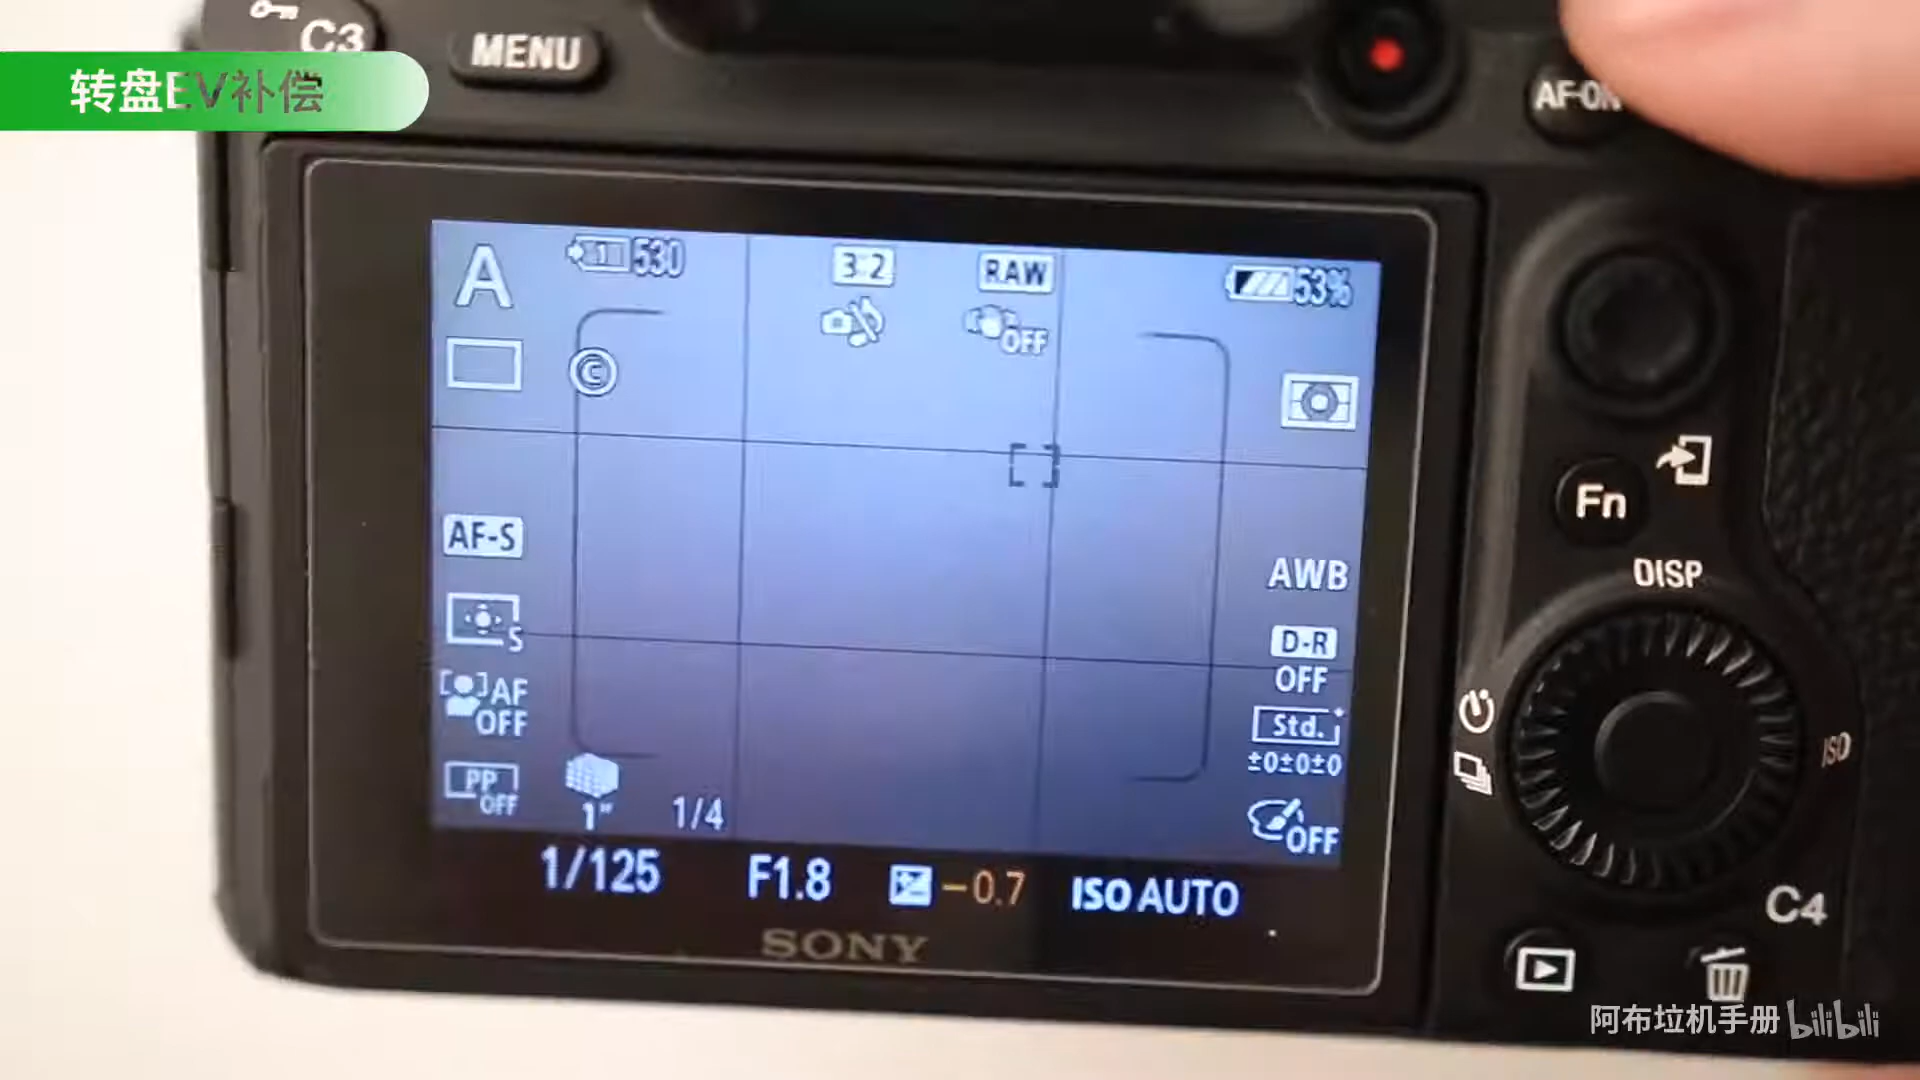 C3
MENU
转盘EV补偿
AF-ON
A
1 530
3:2
RAW
53%
OFF
C
AF-S
S
AF
OFF
PP
OFF
1"
1/4
AWB
D-R
OFF
Std.
±0±0±0
OFF
1/125
F1.8
-0.7
ISO AUTO
SONY
Fn
DISP
ISO
C4
阿布垃机手册 bilibili